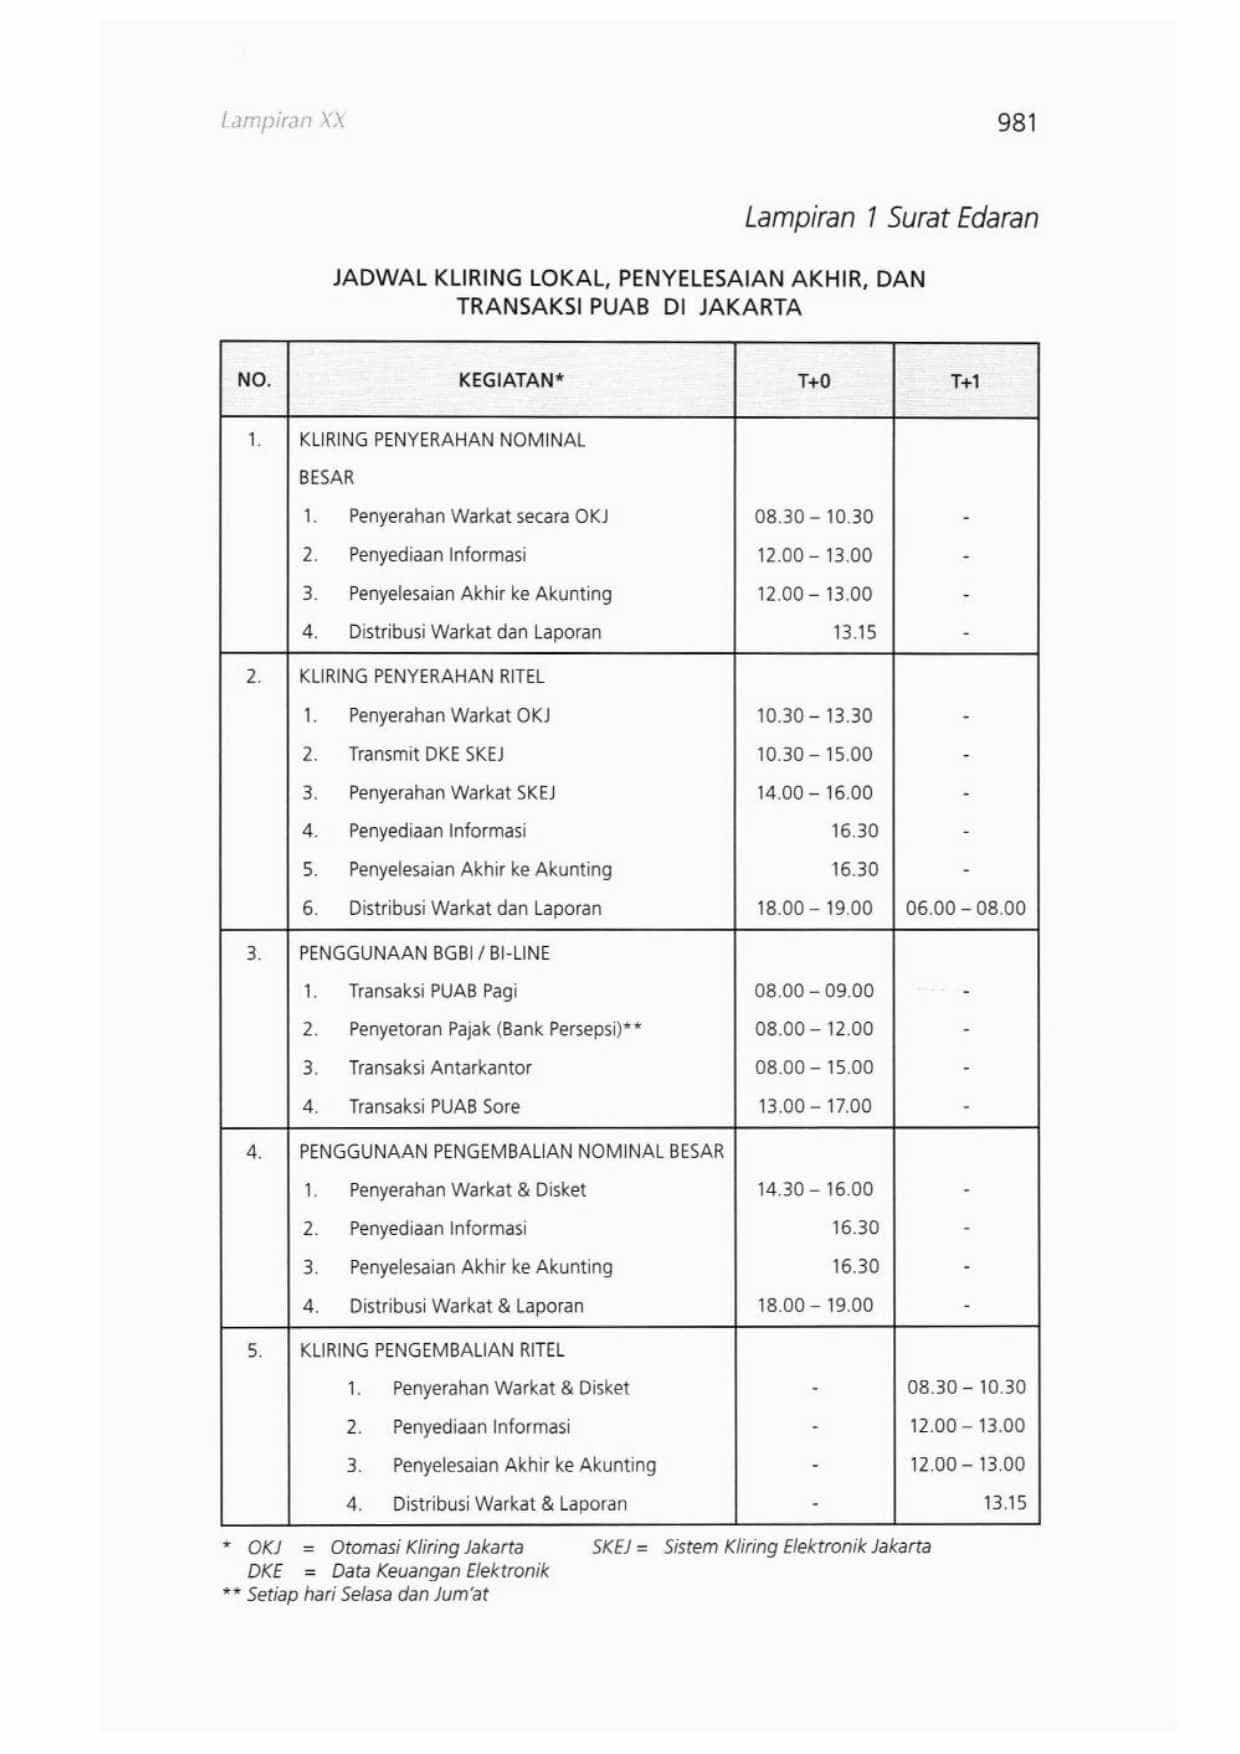 Lampiran XX 981
Lampiran 1 Surat Edaran
JADWAL KLIRING LOKAL, PENYELESAIAN AKHIR, DAN
TRANSAKSI PUAB DI JAKARTA
NO. KEGIATAN* T+0 T+1
1. KLIRING PENYERAHAN NOMINAL
BESAR
1. Penyerahan Warkat secara OKJ 08.30 – 10.30 -
2. Penyediaan Informasi 12.00 – 13.00 -
3. Penyelesaian Akhir ke Akunting 12.00 – 13.00 -
4. Distribusi Warkat dan Laporan 13.15 -
2. KLIRING PENYERAHAN RITEL
1. Penyerahan Warkat OKJ 10.30 – 13.30 -
2. Transmit DKE SKEJ 10.30 – 15.00 -
3. Penyerahan Warkat SKEJ 14.00 – 16.00 -
4. Penyediaan Informasi 16.30 -
5. Penyelesaian Akhir ke Akunting 16.30 -
6. Distribusi Warkat dan Laporan 18.00 – 19.00 06.00 – 08.00
3. PENGGUNAAN BGBI / BI-LINE
1. Transaksi PUAB Pagi 08.00 – 09.00 -
2. Penyetoran Pajak (Bank Persepsi)** 08.00 – 12.00 -
3. Transaksi Antarkantor 08.00 – 15.00 -
4. Transaksi PUAB Sore 13.00 – 17.00 -
4. PENGGUNAAN PENGEMBALIAN NOMINAL BESAR
1. Penyerahan Warkat & Disket 14.30 – 16.00 -
2. Penyediaan Informasi 16.30 -
3. Penyelesaian Akhir ke Akunting 16.30 -
4. Distribusi Warkat & Laporan 18.00 – 19.00 -
5. KLIRING PENGEMBALIAN RITEL
1. Penyerahan Warkat & Disket - 08.30 – 10.30
2. Penyediaan Informasi - 12.00 – 13.00
3. Penyelesaian Akhir ke Akunting - 12.00 – 13.00
4. Distribusi Warkat & Laporan - 13.15
* OKJ = Otomasi Kliring Jakarta SKEJ = Sistem Kliring Elektronik Jakarta
DKE = Data Keuangan Elektronik
** Setiap hari Selasa dan Jum'at